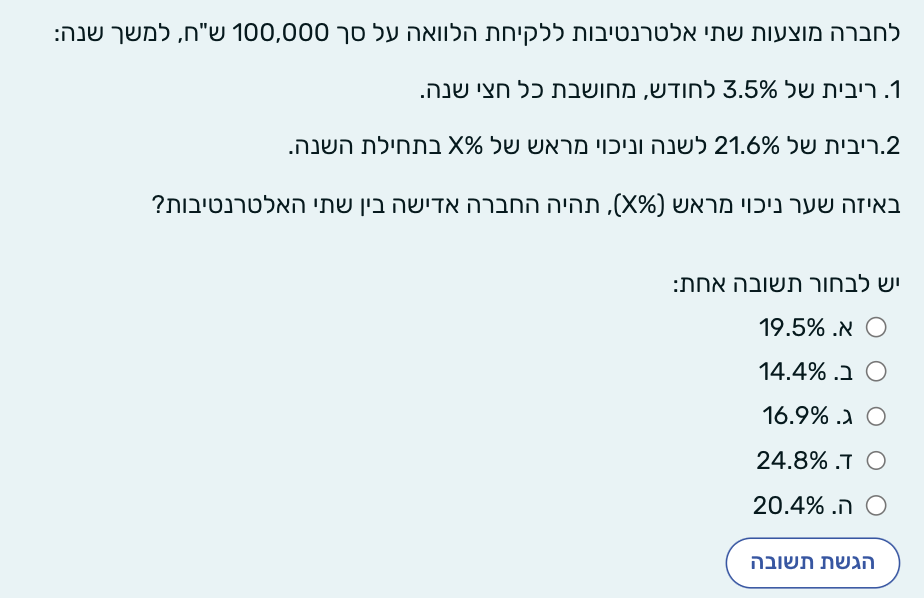 לחברה מוצעות שתי אלטרנטיבות ללקיחת הלוואה על סך 100,000 ש"ח, למשך שנה:
1. ריבית של 3.5% לחודש, מחושבת כל חצי שנה.
2.ריבית של 21.6% לשנה וניכוי מראש של X% בתחילת השנה.
באיזה שער ניכוי מראש (X%), תהיה החברה אדישה בין שתי האלטרנטיבות?
יש לבחור תשובה אחת:
א. 19.5%
ב. 14.4%
ג. 16.9%
ד. 24.8%
ה. 20.4%
הגשת תשובה